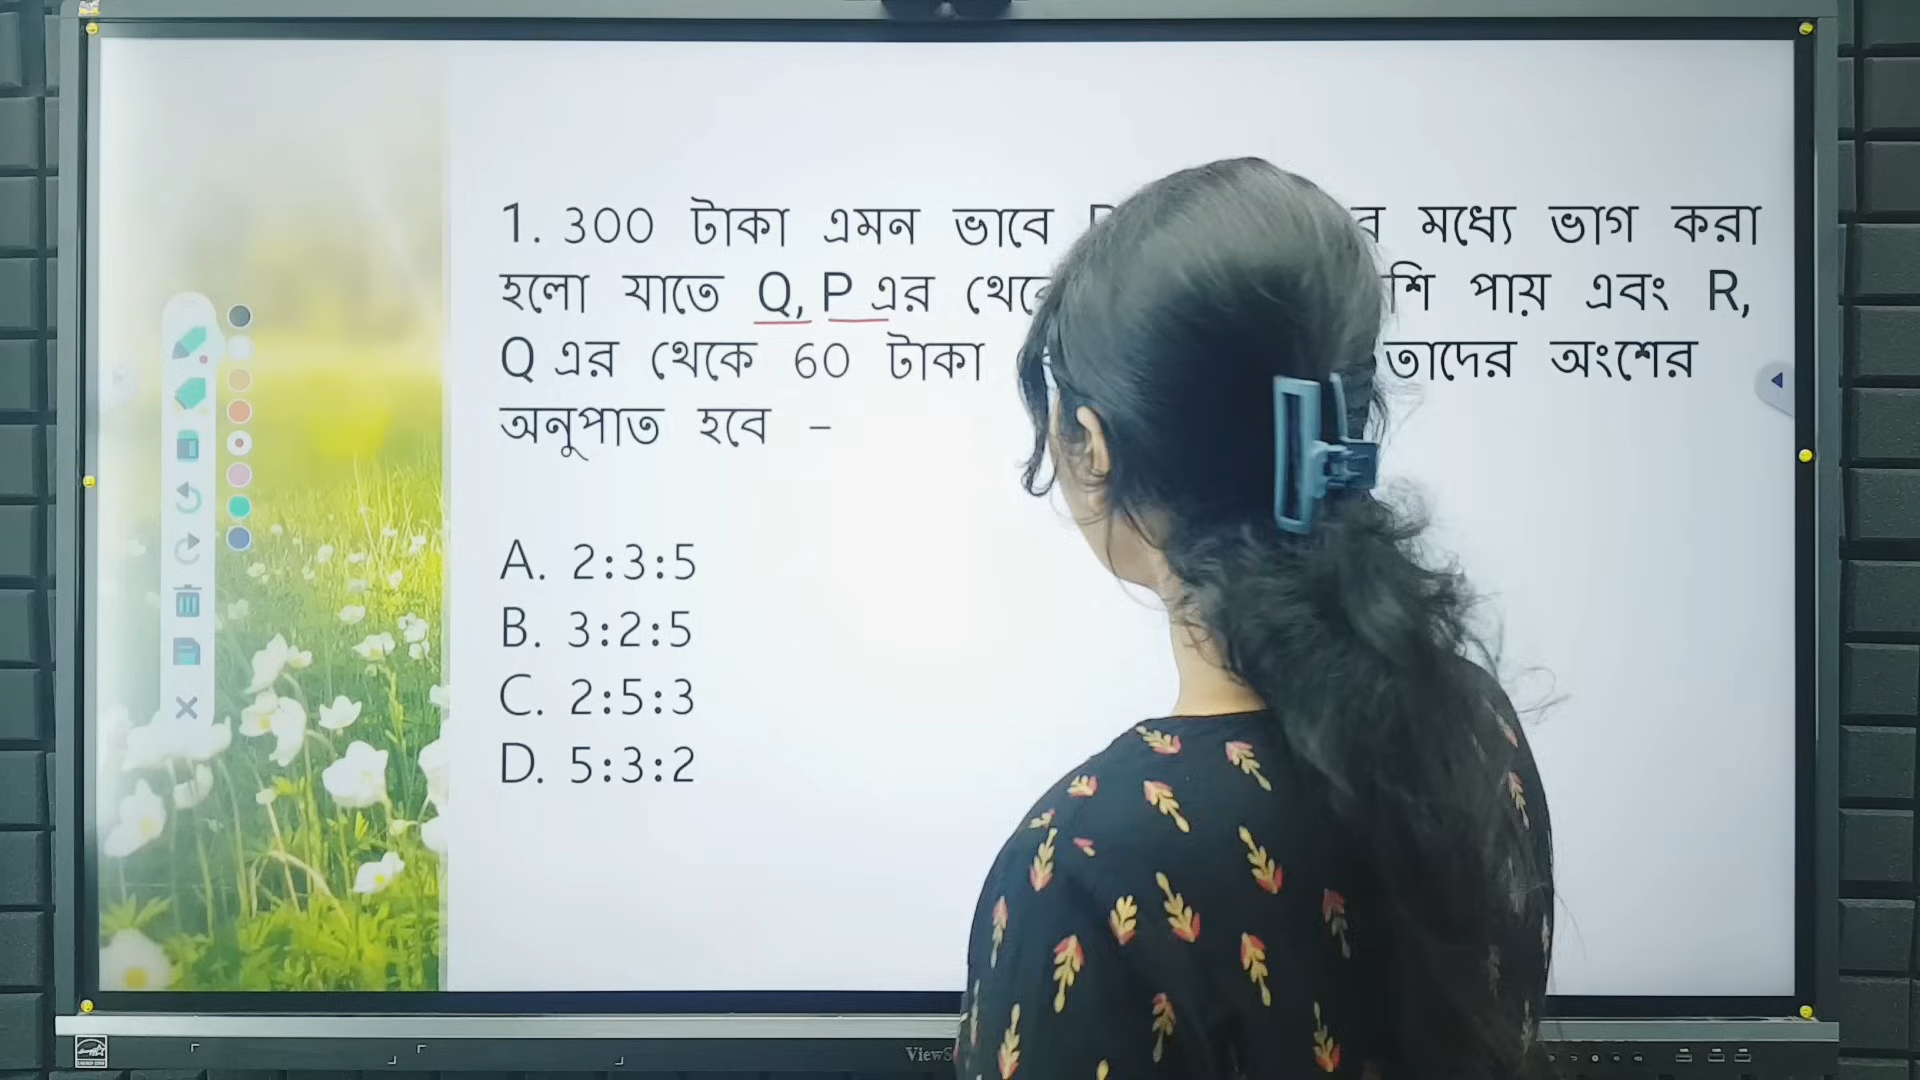 1. 300 টাকা এমন ভাবে মধ্যে ভাগ করা
হলো যাতে Q, P এর পায় এবং R,
Q এর থেকে 60 টাকা তাদের অংশের
অনুপাত হবে –
A. 2:3:5
B. 3:2:5
C. 2:5:3
D. 5:3:2